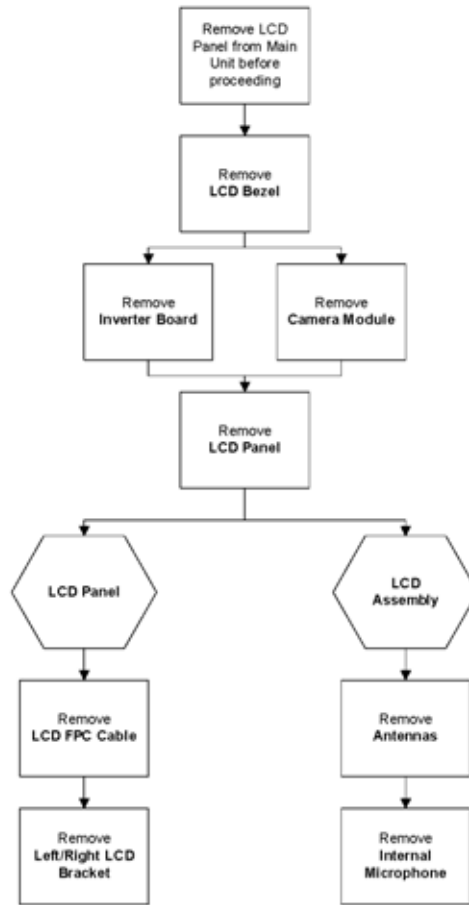 Remove LCD
Panel from Main
Unit before
proceeding
Remove
LCD Bezel
Remove
Inverter Board
Remove
Camera Module
Remove
LCD Panel
LCD Panel
LCD
Assembly
Remove
LCD FPC Cable
Remove
Antennas
Remove
Left/Right LCD
Bracket
Remove
Internal
Microphone